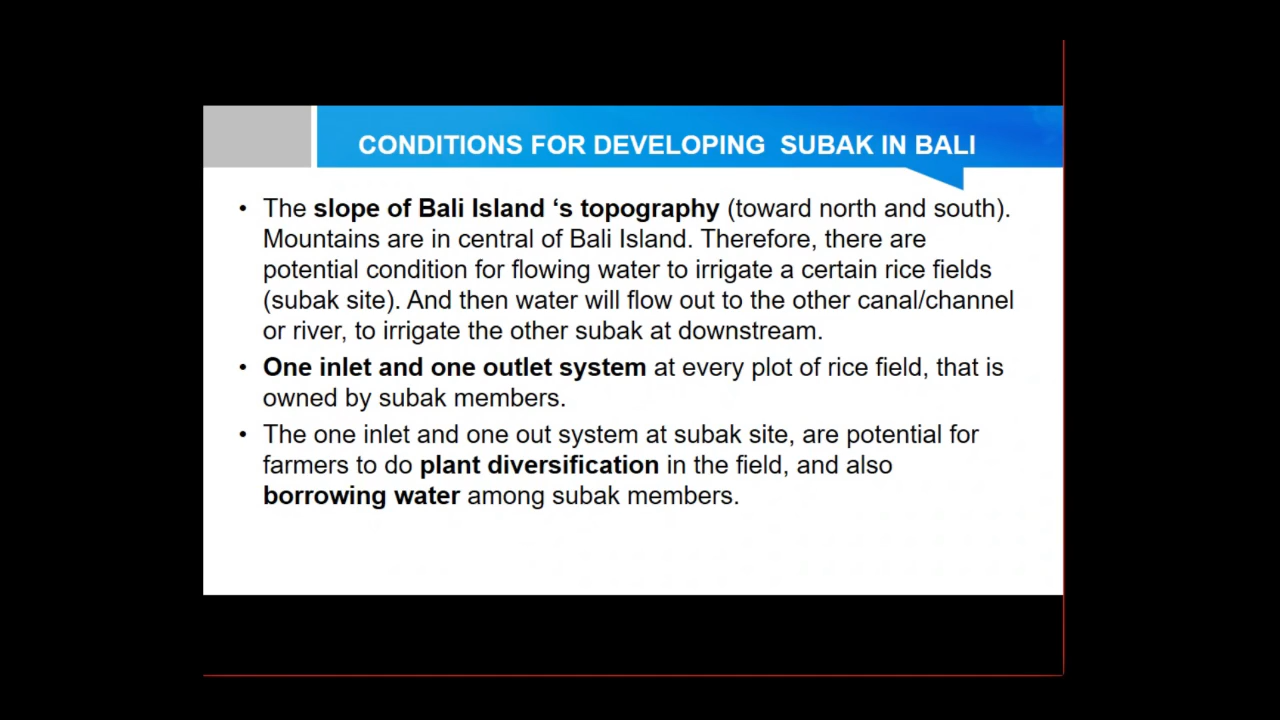 CONDITIONS FOR DEVELOPING SUBAK IN BALI
• The slope of Bali Island ‘s topography (toward north and south).
Mountains are in central of Bali Island. Therefore, there are
potential condition for flowing water to irrigate a certain rice fields
(subak site). And then water will flow out to the other canal/channel
or river, to irrigate the other subak at downstream.
• One inlet and one outlet system at every plot of rice field, that is
owned by subak members.
• The one inlet and one out system at subak site, are potential for
farmers to do plant diversification in the field, and also
borrowing water among subak members.